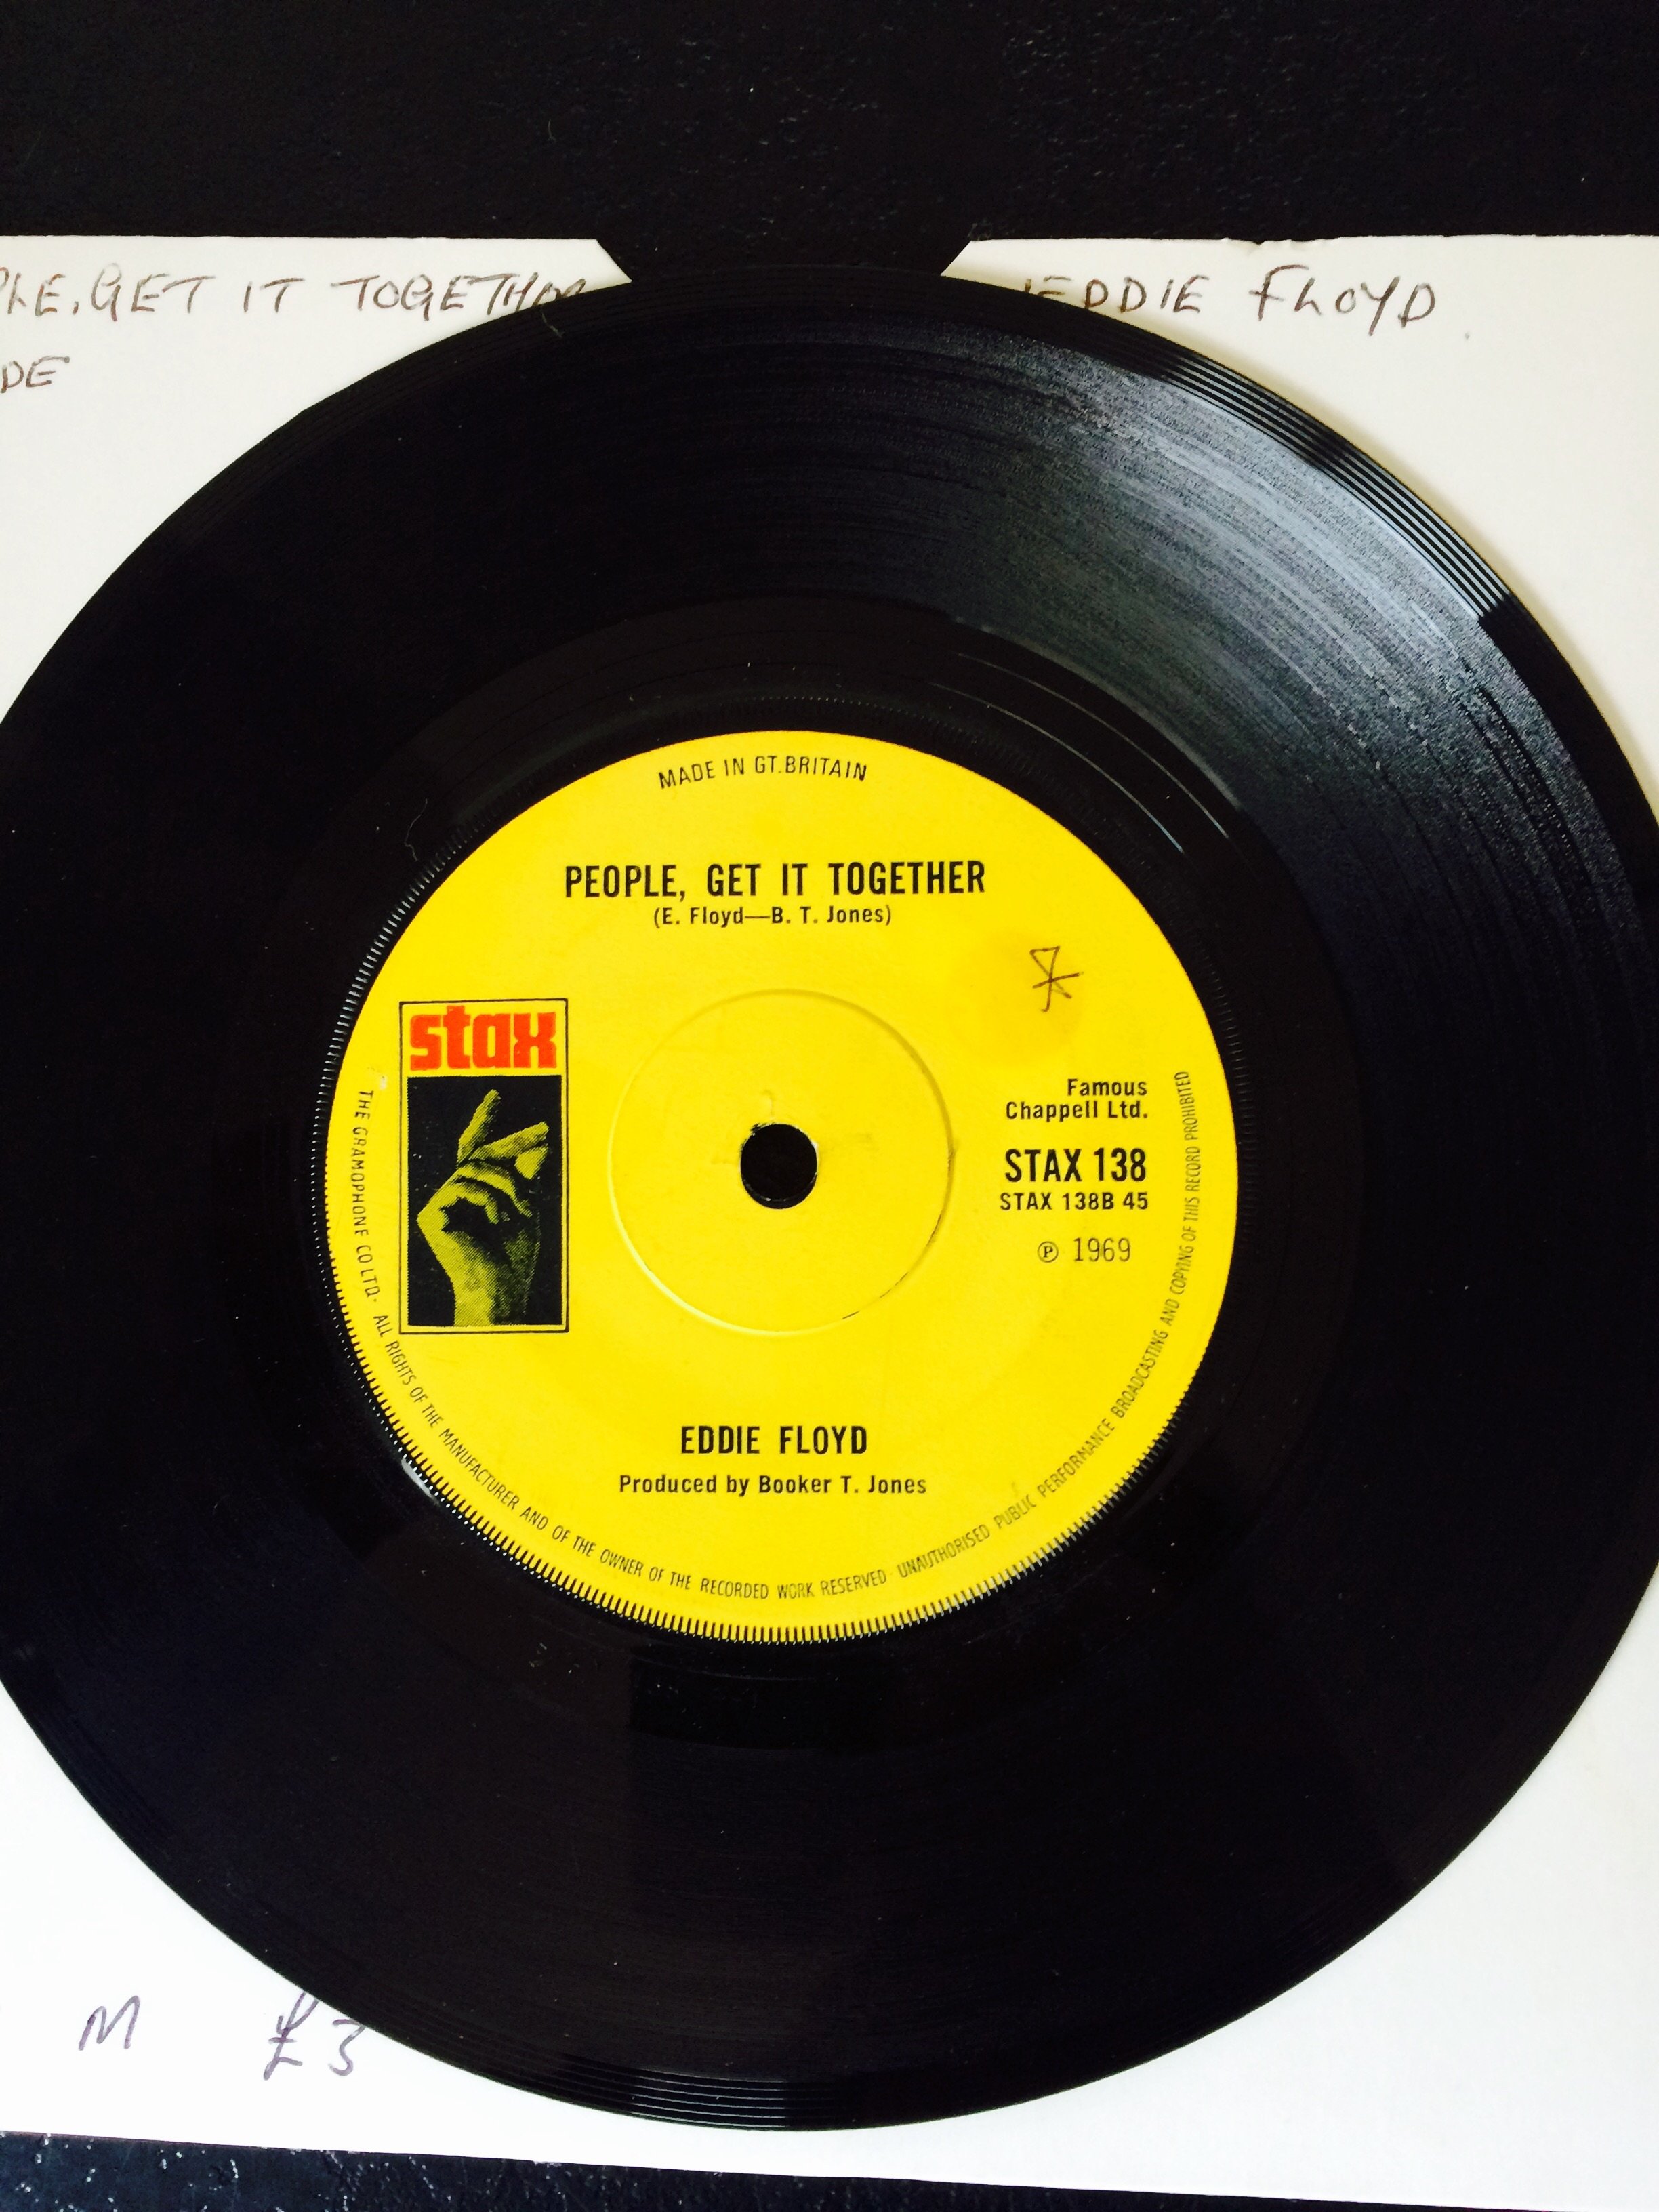 GET IT TOGETHER
EDDIE FLOYD
MADE IN GT.BRITAIN
PEOPLE, GET IT TOGETHER
(E. Floyd—B. T. Jones)
stax
Famous
Chappell Ltd.
STAX 138
STAX 138B 45
℗ 1969
EDDIE FLOYD
Produced by Booker T. Jones
THE GRAMOPHONE CO LTD· ALL RIGHTS OF THE MANUFACTURER AND OF THE OWNER OF THE RECORDED WORK RESERVED· UNAUTHORISED PUBLIC PERFORMANCE BROADCASTING AND COPYING OF THIS RECORD PROHIBITED
M £3